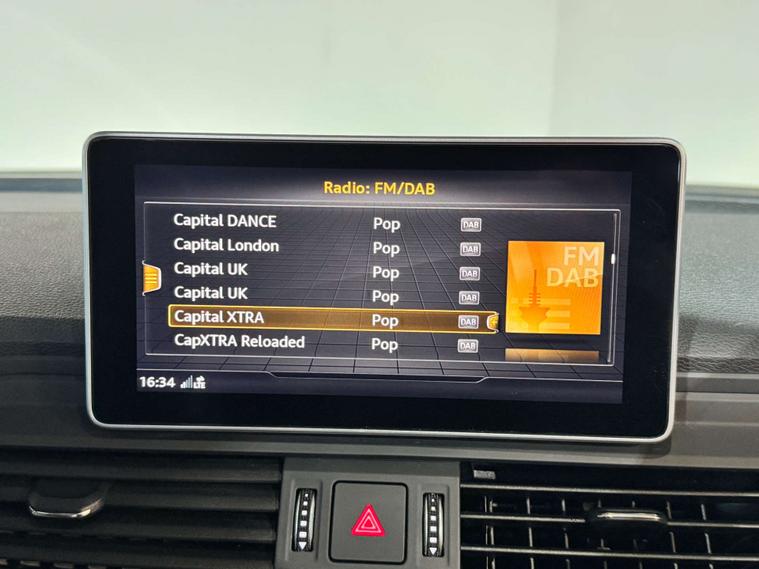 Radio: FM/DAB
Capital DANCE Pop DAB
Capital London Pop DAB
Capital UK Pop DAB
Capital UK Pop DAB
Capital XTRA Pop DAB
CapXTRA Reloaded Pop DAB
FM
DAB
16:34 LTE